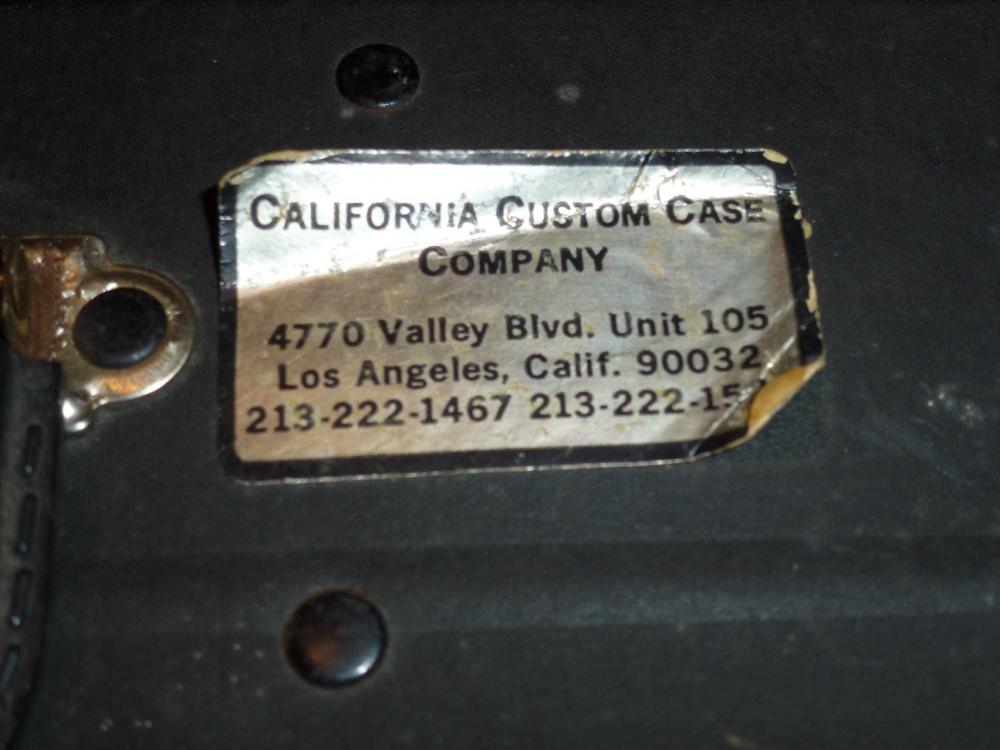 CALIFORNIA CUSTOM CASE
COMPANY
4770 Valley Blvd. Unit 105
Los Angeles, Calif. 90032
213-222-1467